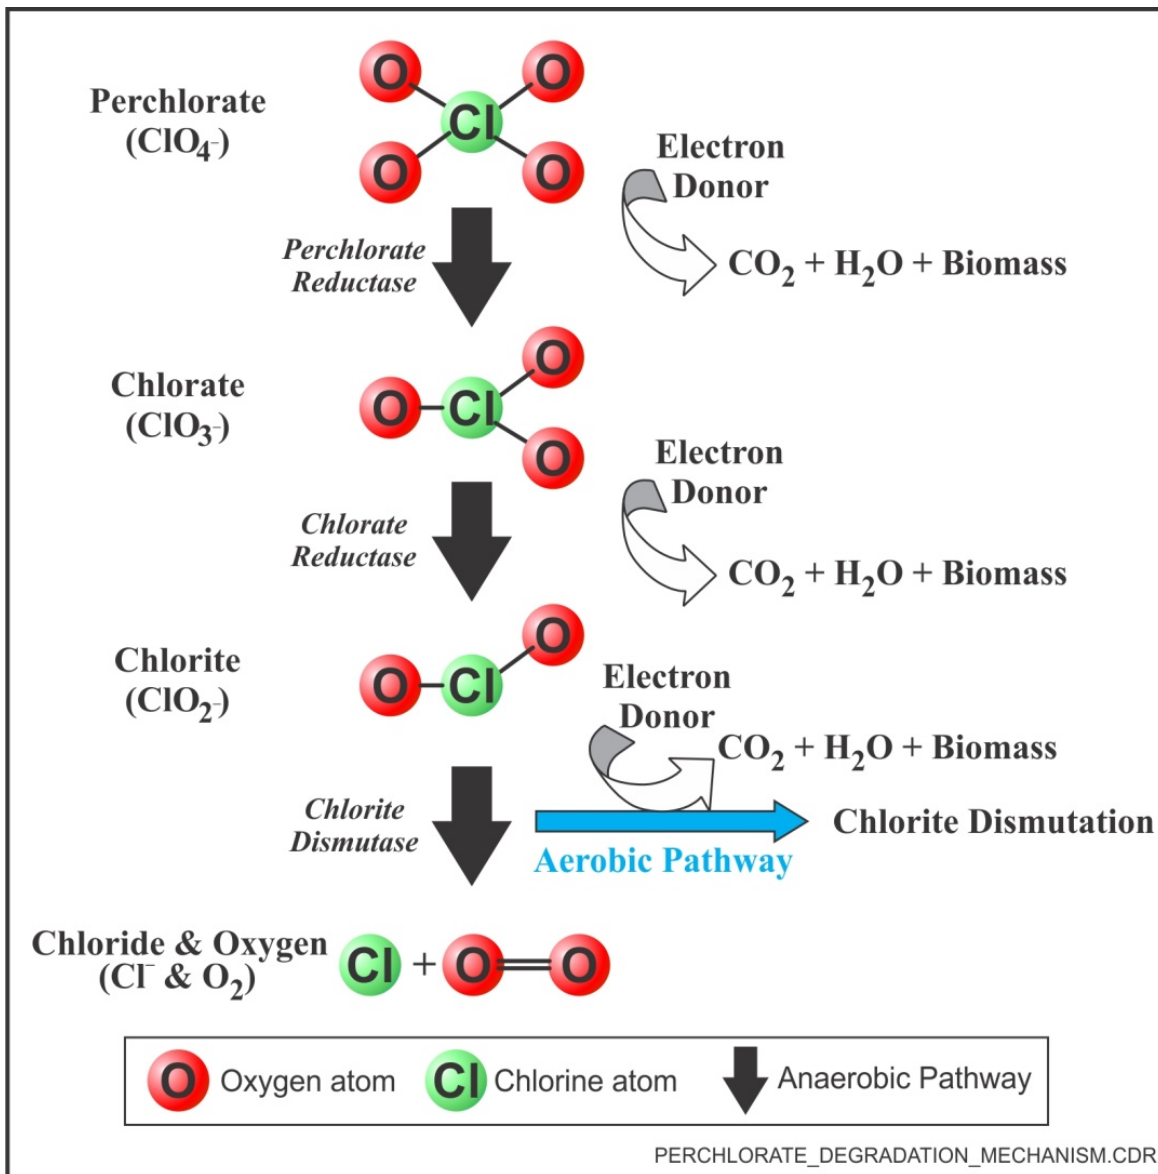 O O
Perchlorate
(ClO₄-)
Cl
O O
Electron
Donor
Perchlorate
Reductase
CO₂ + H₂O + Biomass
O
Chlorate
(ClO₃-)
O Cl
O
Electron
Donor
Chlorate
Reductase
CO₂ + H₂O + Biomass
O
Chlorite
(ClO₂-)
O Cl
Electron
Donor
CO₂ + H₂O + Biomass
Chlorite
Dismutase
Chlorite Dismutation
Aerobic Pathway
Chloride & Oxygen
(Cl⁻ & O₂)
Cl + O O
O Oxygen atom Cl Chlorine atom Anaerobic Pathway
PERCHLORATE_DEGRADATION_MECHANISM.CDR